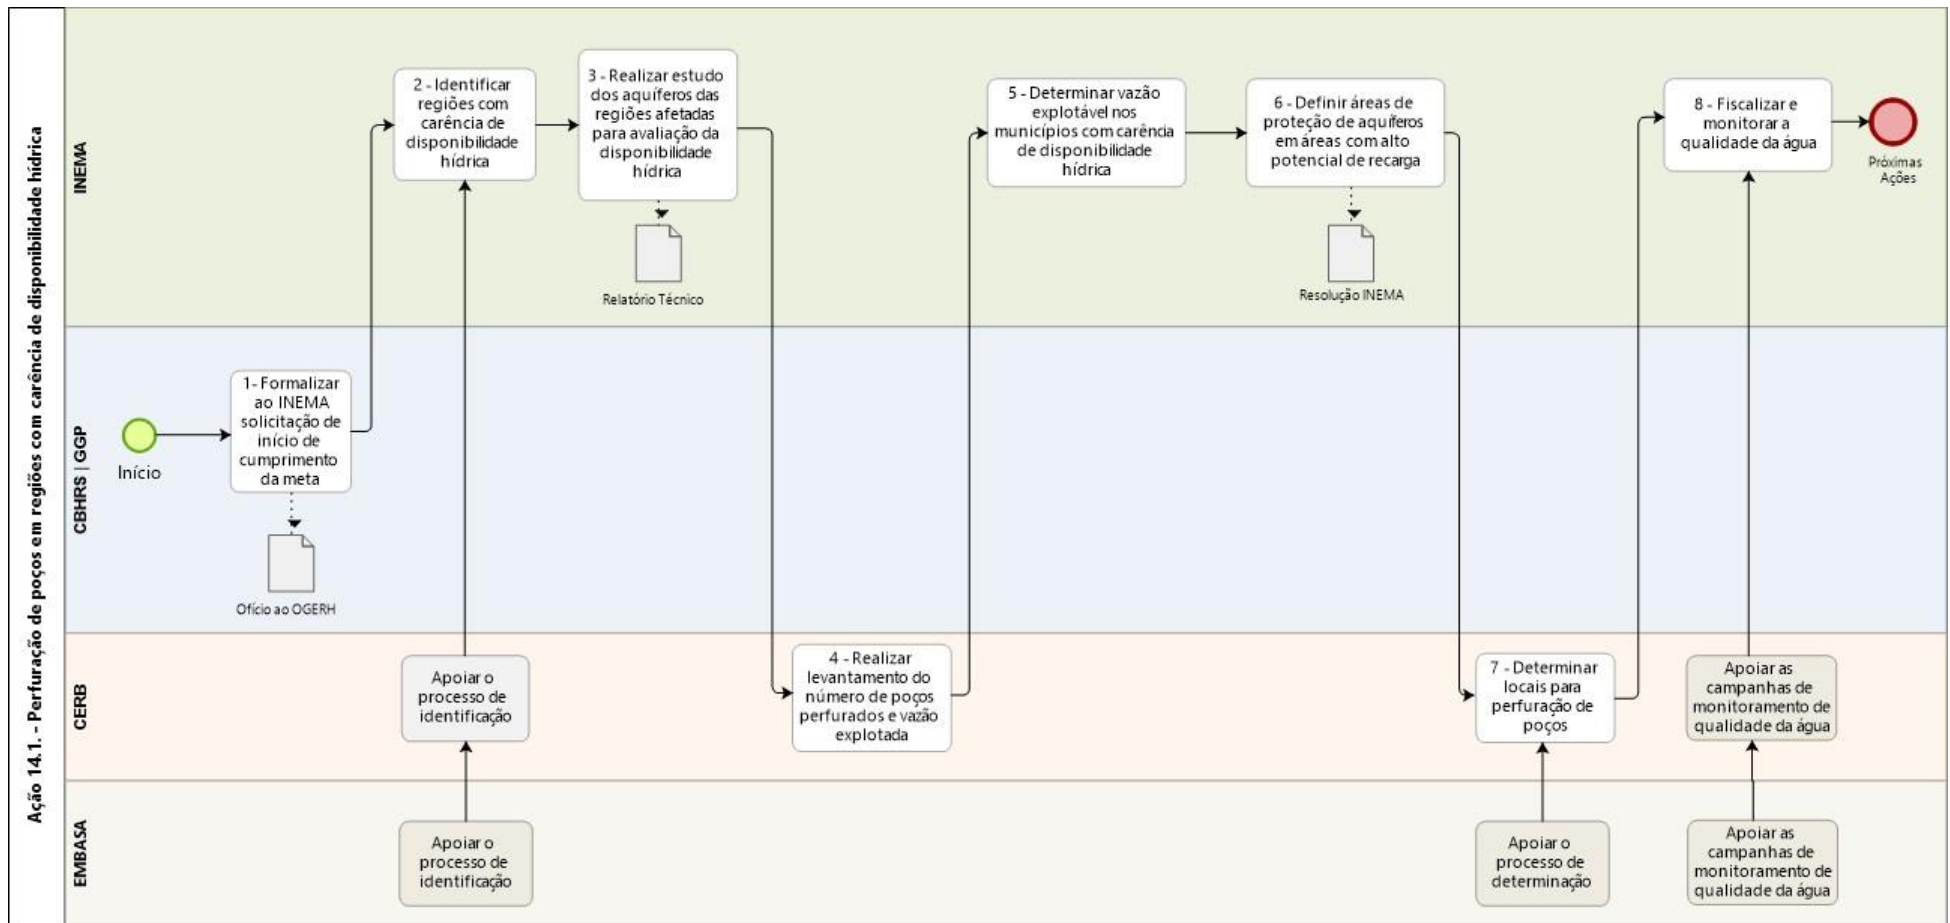 Ação 14.1. - Perfuração de poços em regiões com carência de disponibilidade hídrica
INEMA
2 - Identificar
regiões com
carência de
disponibilidade
hídrica
3 - Realizar estudo
dos aquíferos das
regiões afetadas
para avaliação da
disponibilidade
hídrica
Relatório Técnico
5 - Determinar vazão
explotável nos
municípios com carência
de disponibilidade
hídrica
6 - Definir áreas de
proteção de aquíferos
em áreas com alto
potencial de recarga
Resolução INEMA
8 - Fiscalizar e
monitorar a
qualidade da água
Próximas
Ações
CBHRS | GGP
Início
1- Formalizar
ao INEMA
solicitação de
início de
cumprimento
da meta
Ofício ao OGERH
CERB
Apoiar o
processo de
identificação
4 - Realizar
levantamento do
número de poços
perfurados e vazão
explotada
7 - Determinar
locais para
perfuração de
poços
Apoiar as
campanhas de
monitoramento de
qualidade da água
EMBASA
Apoiar o
processo de
identificação
Apoiar o
processo de
determinação
Apoiar as
campanhas de
monitoramento de
qualidade da água